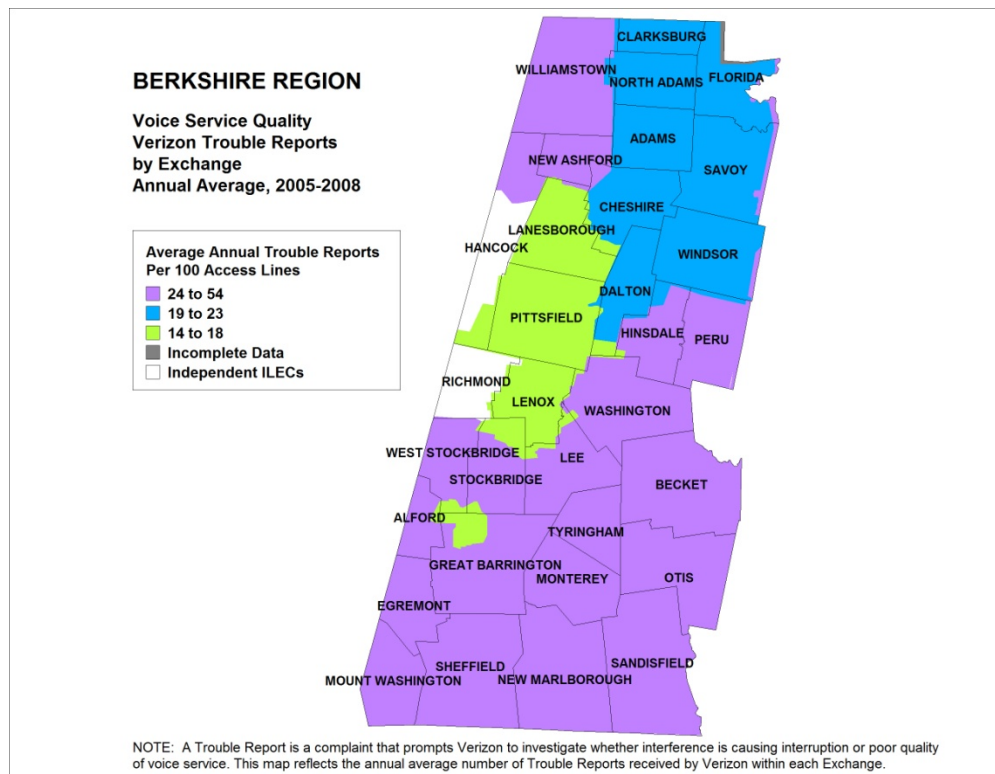 BERKSHIRE REGION
Voice Service Quality
Verizon Trouble Reports
by Exchange
Annual Average, 2005-2008
Average Annual Trouble Reports
Per 100 Access Lines
24 to 54
19 to 23
14 to 18
Incomplete Data
Independent ILECs
CLARKSBURG
WILLIAMSTOWN
FLORIDA
NORTH ADAMS
ADAMS
NEW ASHFORD
SAVOY
CHESHIRE
LANESBOROUGH
HANCOCK
WINDSOR
DALTON
PITTSFIELD
HINSDALE
PERU
RICHMOND
LENOX
WASHINGTON
WEST STOCKBRIDGE
LEE
STOCKBRIDGE
BECKET
ALFORD
TYRINGHAM
GREAT BARRINGTON
MONTEREY
OTIS
EGREMONT
SANDISFIELD
SHEFFIELD
MOUNT WASHINGTON
NEW MARLBOROUGH
NOTE: A Trouble Report is a complaint that prompts Verizon to investigate whether interference is causing interruption or poor quality
of voice service. This map reflects the annual average number of Trouble Reports received by Verizon within each Exchange.